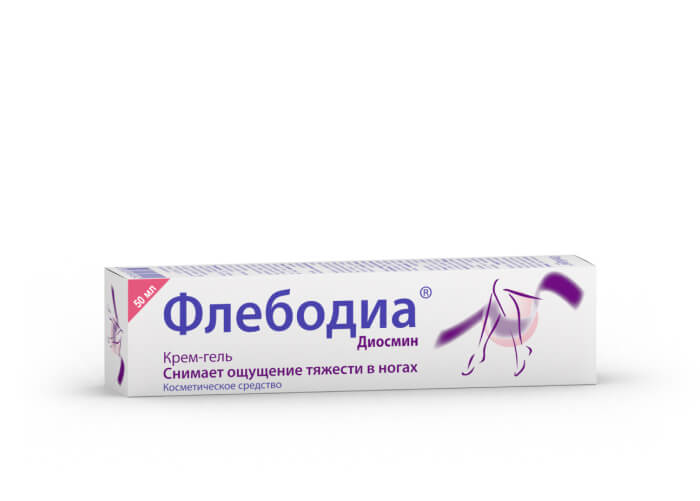 50 мл
Флебодиа®
Диосмин
Крем-гель
Снимает ощущение тяжести в ногах
Косметическое средство